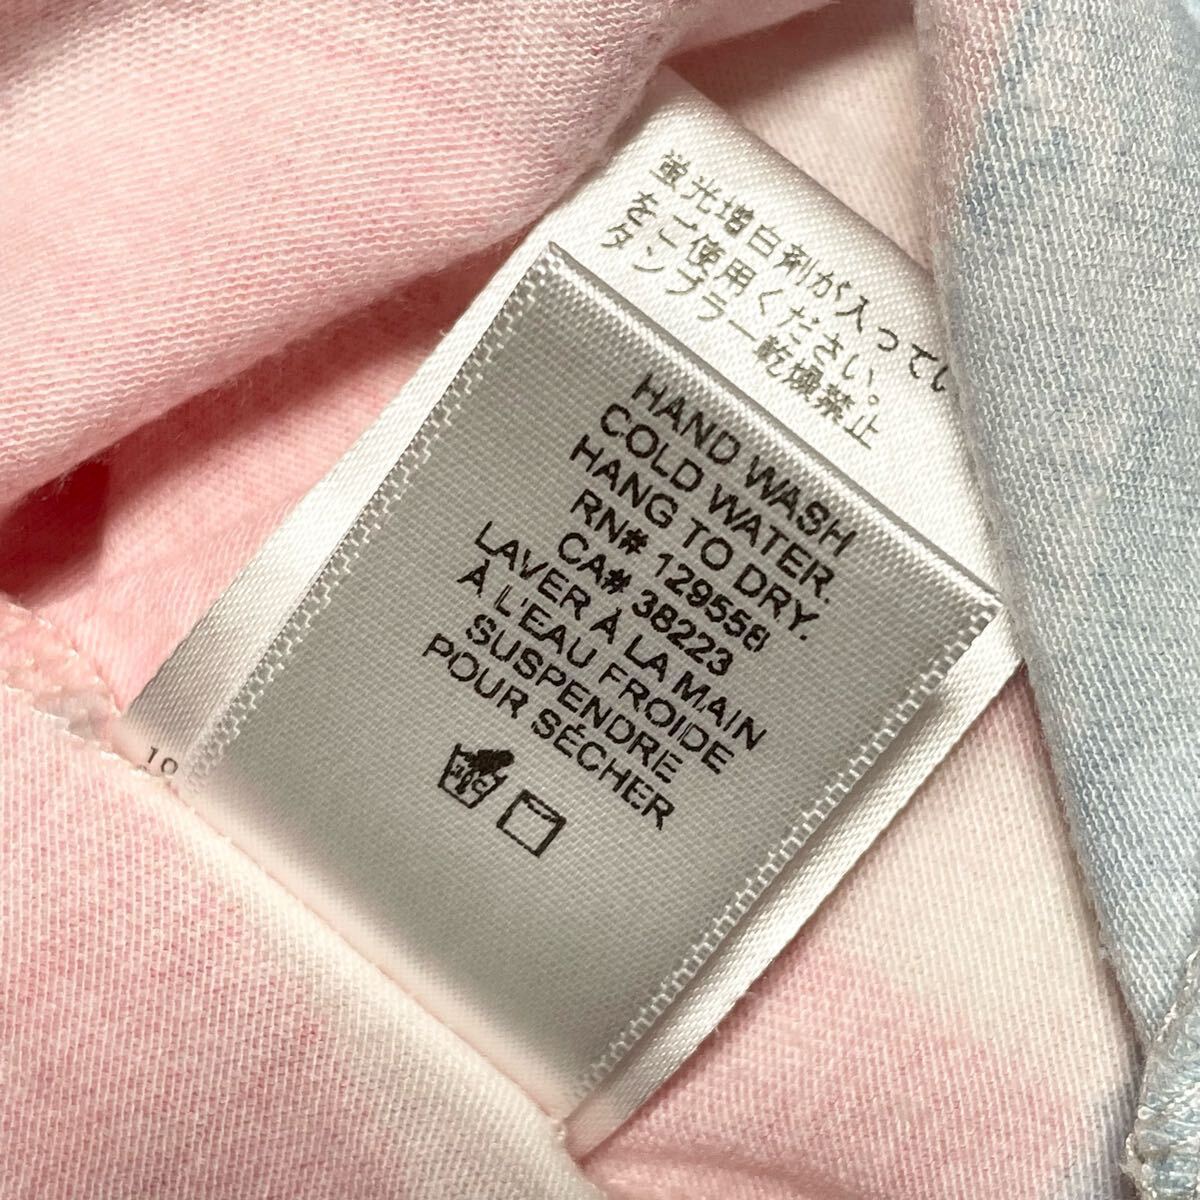 蛍光増白剤が入ってい
をご使用ください。
タンブラー乾燥禁止
HAND WASH
COLD WATER.
HANG TO DRY.
RN# 129558
CA# 38223
LAVER À LA MAIN
À L'EAU FROIDE
SUSPENDRE
POUR SÉCHER